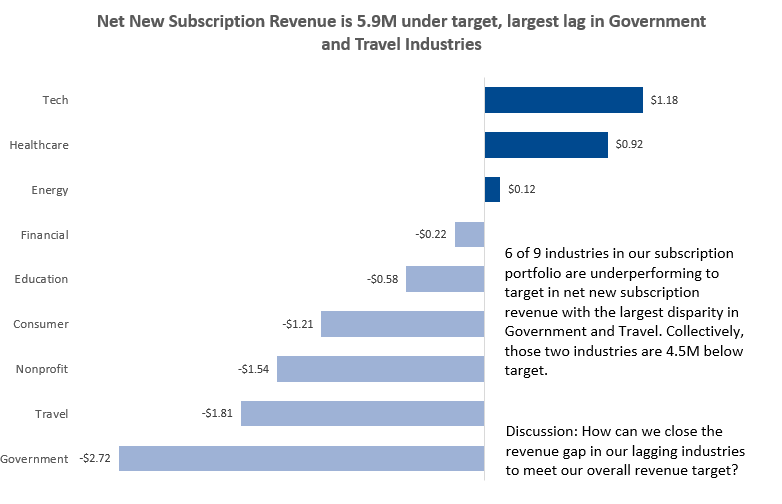 Net New Subscription Revenue is 5.9M under target, largest lag in Government
and Travel Industries
Tech
$1.18
Healthcare
$0.92
Energy
$0.12
Financial
-$0.22
Education
-$0.58
Consumer
-$1.21
Nonprofit
-$1.54
Travel
-$1.81
Government
-$2.72
6 of 9 industries in our subscription
portfolio are underperforming to
target in net new subscription
revenue with the largest disparity in
Government and Travel. Collectively,
those two industries are 4.5M below
target.
Discussion: How can we close the
revenue gap in our lagging industries
to meet our overall revenue target?